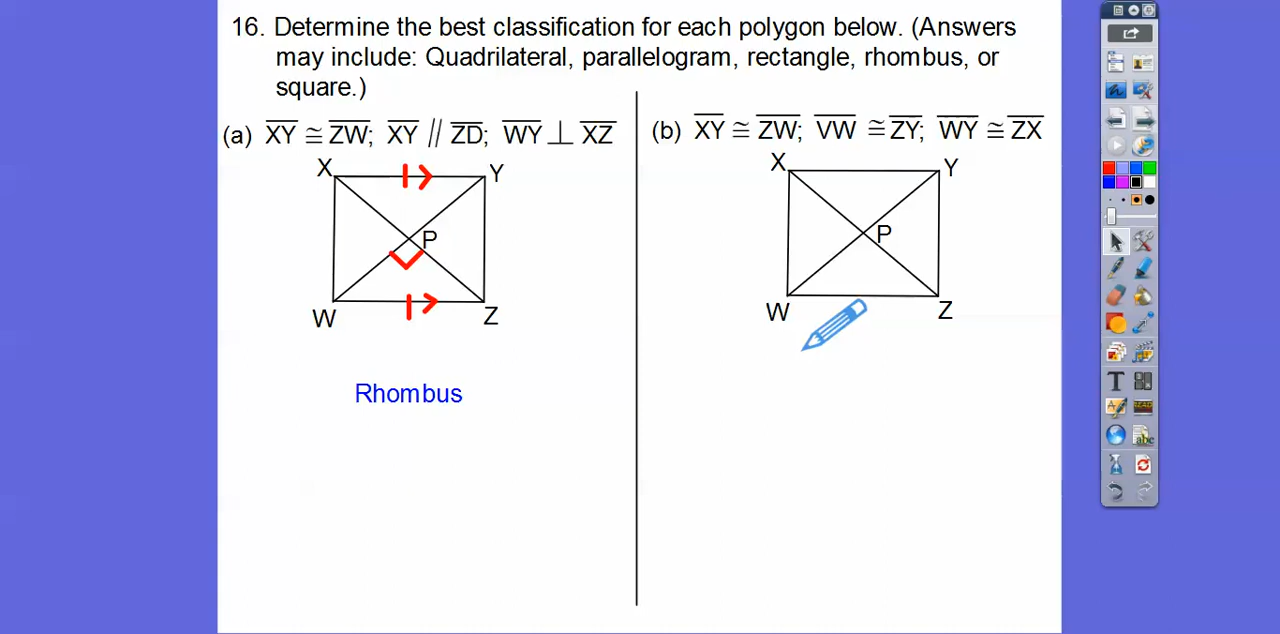 16. Determine the best classification for each polygon below. (Answers
may include: Quadrilateral, parallelogram, rectangle, rhombus, or
square.)
(a) XY ≅ ZW; XY ∥ ZD; WY ⊥ XZ
X
Y
P
W
Z
Rhombus
(b) XY ≅ ZW; VW ≅ ZY; WY ≅ ZX
X
Y
P
W
Z